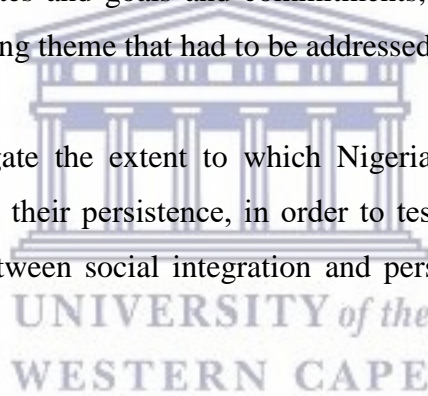 tes and goals and commitments,
ing theme that had to be addressed
gate the extent to which Nigeria
their persistence, in order to tes
tween social integration and pers
UNIVERSITY of the
WESTERN CAPE